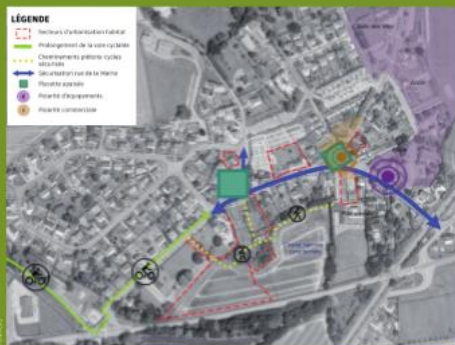 LÉGENDE
Secteurs d'urbanisation habitat
Prolongement de la voie cyclable
Cheminements piétons cycles
sécurisés
Sécurisation rue de la Mairie
Placette apaisée
Polarité d'équipements
Polarité commerciale